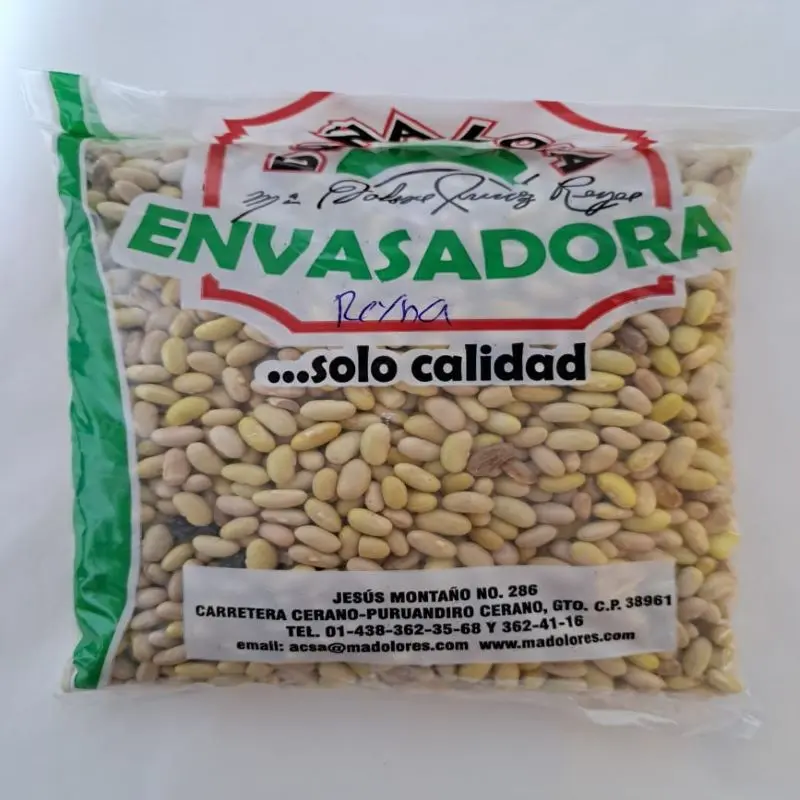 ENVASADORA
Reyna
...solo calidad
JESÚS MONTAÑO NO. 286
CARRETERA CERANO-PURUANDIRO CERANO, GTO. C.P. 38961
TEL. 01-438-362-35-68 Y 362-41-16
email: acsa@madolores.com www.madolores.com